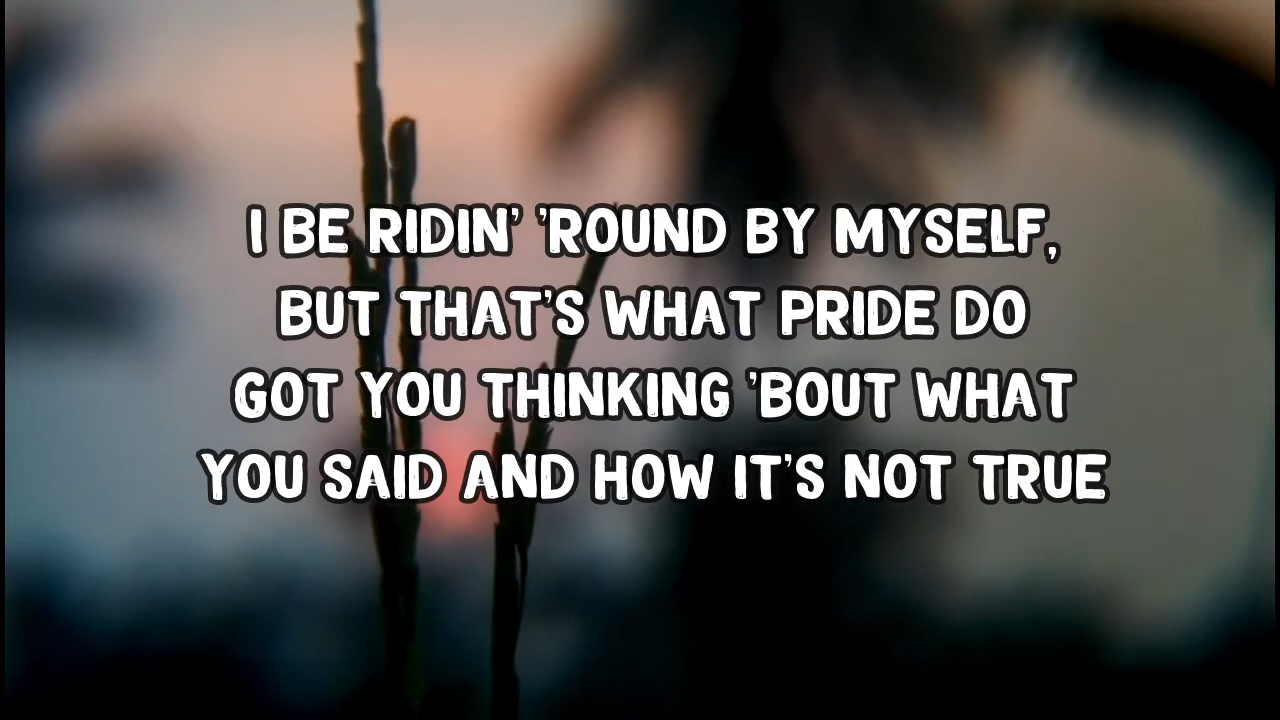 I BE RIDIN' 'ROUND BY MYSELF,
BUT THAT'S WHAT PRIDE DO
GOT YOU THINKING 'BOUT WHAT
YOU SAID AND HOW IT'S NOT TRUE